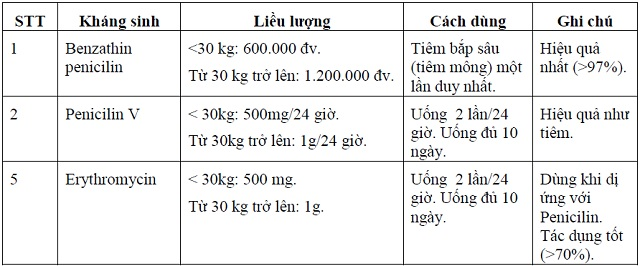 STT Kháng sinh Liều lượng Cách dùng Ghi chú
1
Benzathin
penicilin
<30 kg: 600.000 đv.
Từ 30 kg trở lên: 1.200.000 đv.
Tiêm bắp sâu
(tiêm mông) một
lần duy nhất.
Hiệu quả
nhất (>97%).
2
Penicilin V
< 30kg: 500mg/24 giờ.
Từ 30kg trở lên: 1g/24 giờ.
Uống 2 lần/24
giờ. Uống đủ 10
ngày.
Hiệu quả như
tiêm.
5
Erythromycin
< 30kg: 500 mg.
Từ 30 kg trở lên: 1g.
Uống 2 lần/24
giờ. Uống đủ 10
ngày.
Dùng khi dị
ứng với
Penicilin.
Tác dụng tốt
(>70%).